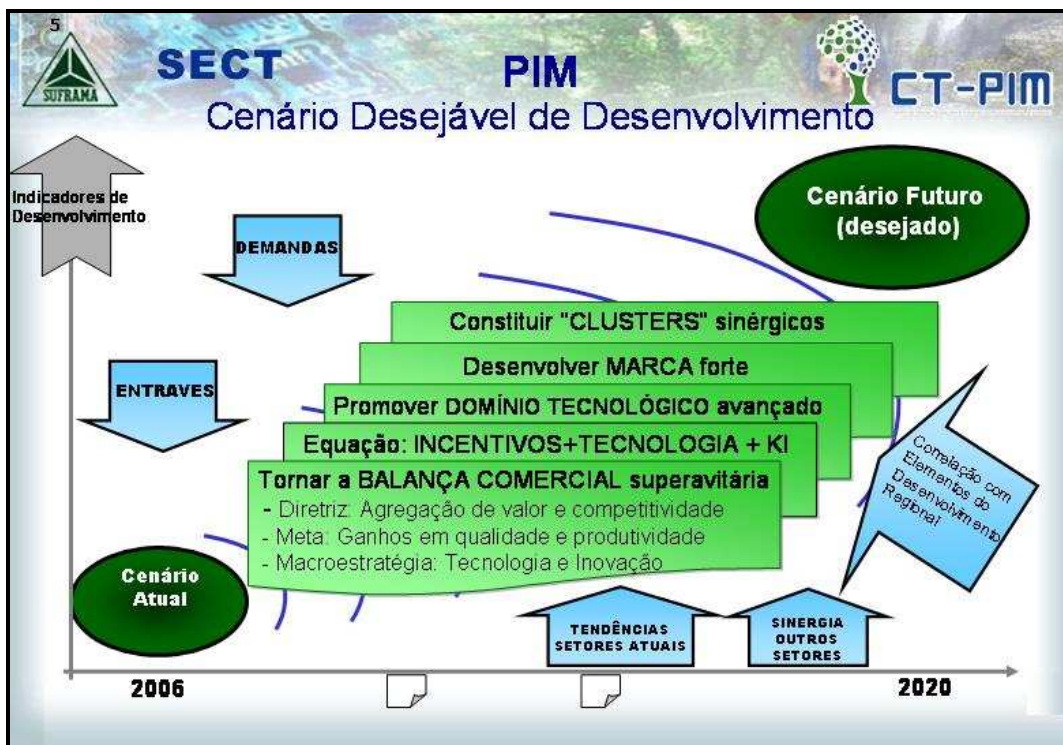 5
SUFRAMA
SECT
PIM
CT-PIM
Cenário Desejável de Desenvolvimento
Indicadores de
Desenvolvimento
Cenário Futuro
(desejado)
DEMANDAS
ENTRAVES
Constituir "CLUSTERS" sinérgicos
Desenvolver MARCA forte
Promover DOMÍNIO TECNOLÓGICO avançado
Equação: INCENTIVOS+TECNOLOGIA + KI
Tornar a BALANÇA COMERCIAL superavitária
- Diretriz: Agregação de valor e competitividade
- Meta: Ganhos em qualidade e produtividade
- Macroestratégia: Tecnologia e Inovação
Correlação com
Elementos do
Desenvolvimento
Regional
Cenário
Atual
TENDÊNCIAS
SETORES ATUAIS
SINERGIA
OUTROS
SETORES
2006
2020